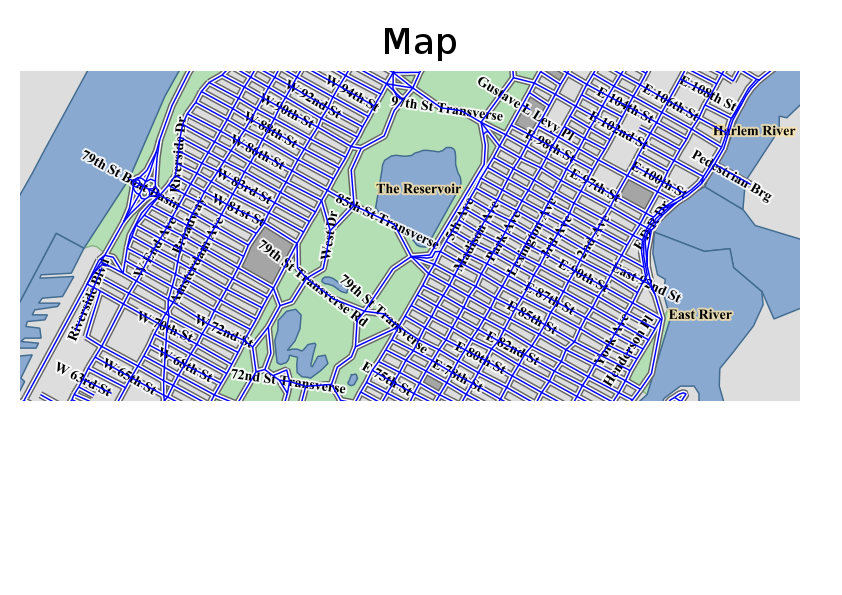 Map
W 94th St
W 92nd St
W 90th St
W 88th St
W 86th St
W 83rd St
W 81st St
97th St Transverse
Gustave L Levy Pl
E 108th St
E 106th St
E 104th St
E 102nd St
E 100th St
E 98th St
E 97th St
Harlem River
Pedestrian Brg
79th St Boat Basin
Riverside Dr
The Reservoir
85th St Transverse
West Dr
W End Ave
Broadway
Amsterdam Ave
5th Ave
Madison Ave
Park Ave
Lexington Ave
3rd Ave
2nd Ave
F D R Dr
E 90th St
East 92nd St
79th St Transverse Rd
79th St Transverse
E 87th St
E 85th St
E 82nd St
E 80th St
E 78th St
E 75th St
East River
York Ave
Henderson Pl
Riverside Blvd
W 70th St
W 72nd St
W 68th St
W 65th St
W 63rd St
72nd St Transverse